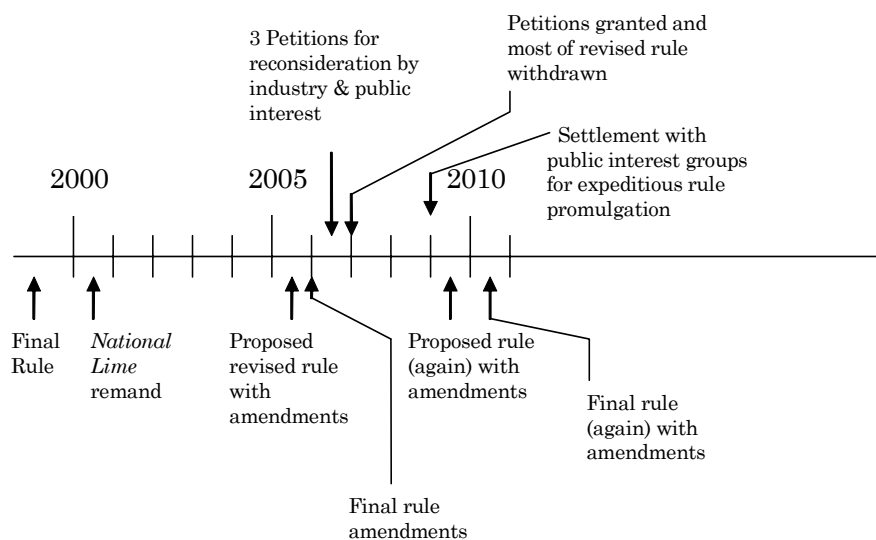 3 Petitions for
reconsideration by
industry & public
interest
Petitions granted and
most of revised rule
withdrawn
Settlement with
public interest groups
for expeditious rule
promulgation
2000
2005
2010
Final
Rule
National
Lime
remand
Proposed
revised rule
with
amendments
Proposed rule
(again) with
amendments
Final rule
(again) with
amendments
Final rule
amendments